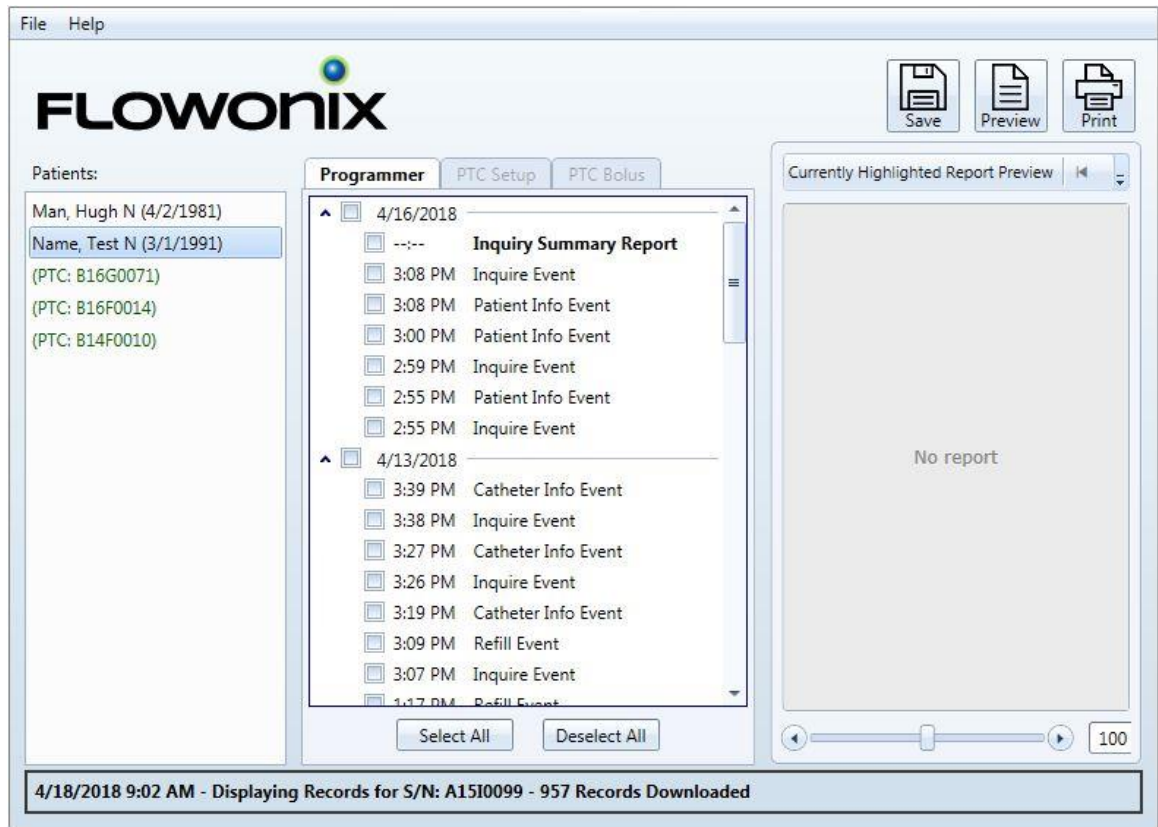 File Help
FLOWONIX
Save Preview Print
Patients:
Man, Hugh N (4/2/1981)
Name, Test N (3/1/1991)
(PTC: B16G0071)
(PTC: B16F0014)
(PTC: B14F0010)
Programmer PTC Setup PTC Bolus
4/16/2018
--:-- Inquiry Summary Report
3:08 PM Inquire Event
3:08 PM Patient Info Event
3:00 PM Patient Info Event
2:59 PM Inquire Event
2:55 PM Patient Info Event
2:55 PM Inquire Event
4/13/2018
3:39 PM Catheter Info Event
3:38 PM Inquire Event
3:27 PM Catheter Info Event
3:26 PM Inquire Event
3:19 PM Catheter Info Event
3:09 PM Refill Event
3:07 PM Inquire Event
1:17 PM Refill Event
Select All Deselect All
Currently Highlighted Report Preview
No report
100
4/18/2018 9:02 AM - Displaying Records for S/N: A15I0099 - 957 Records Downloaded